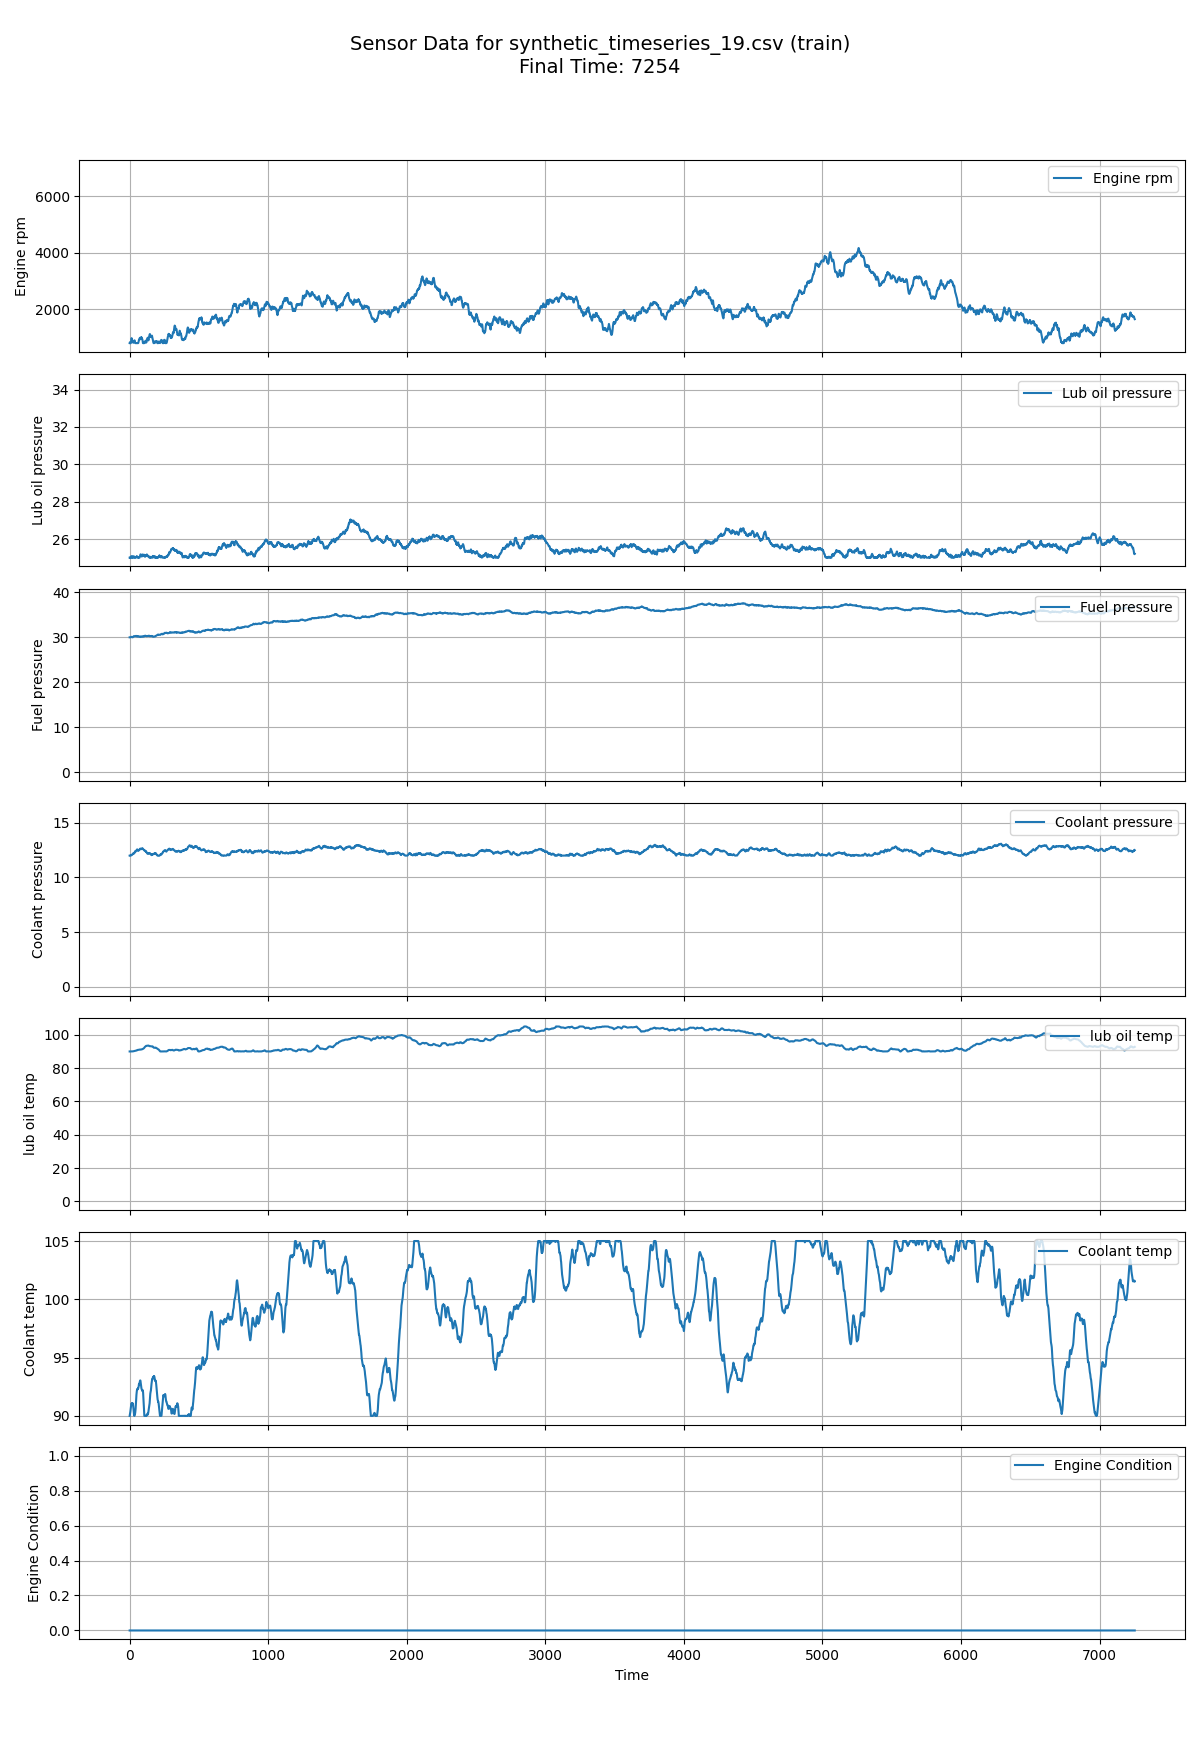 Sensor Data for synthetic_timeseries_19.csv (train)
Final Time: 7254
Engine rpm
6000
4000
2000
Engine rpm
Lub oil pressure
34
32
30
28
26
Lub oil pressure
Fuel pressure
40
30
20
10
0
Fuel pressure
Coolant pressure
15
10
5
0
Coolant pressure
lub oil temp
100
80
60
40
20
0
lub oil temp
Coolant temp
105
100
95
90
Coolant temp
Engine Condition
1.0
0.8
0.6
0.4
0.2
0.0
Engine Condition
0 1000 2000 3000 4000 5000 6000 7000
Time